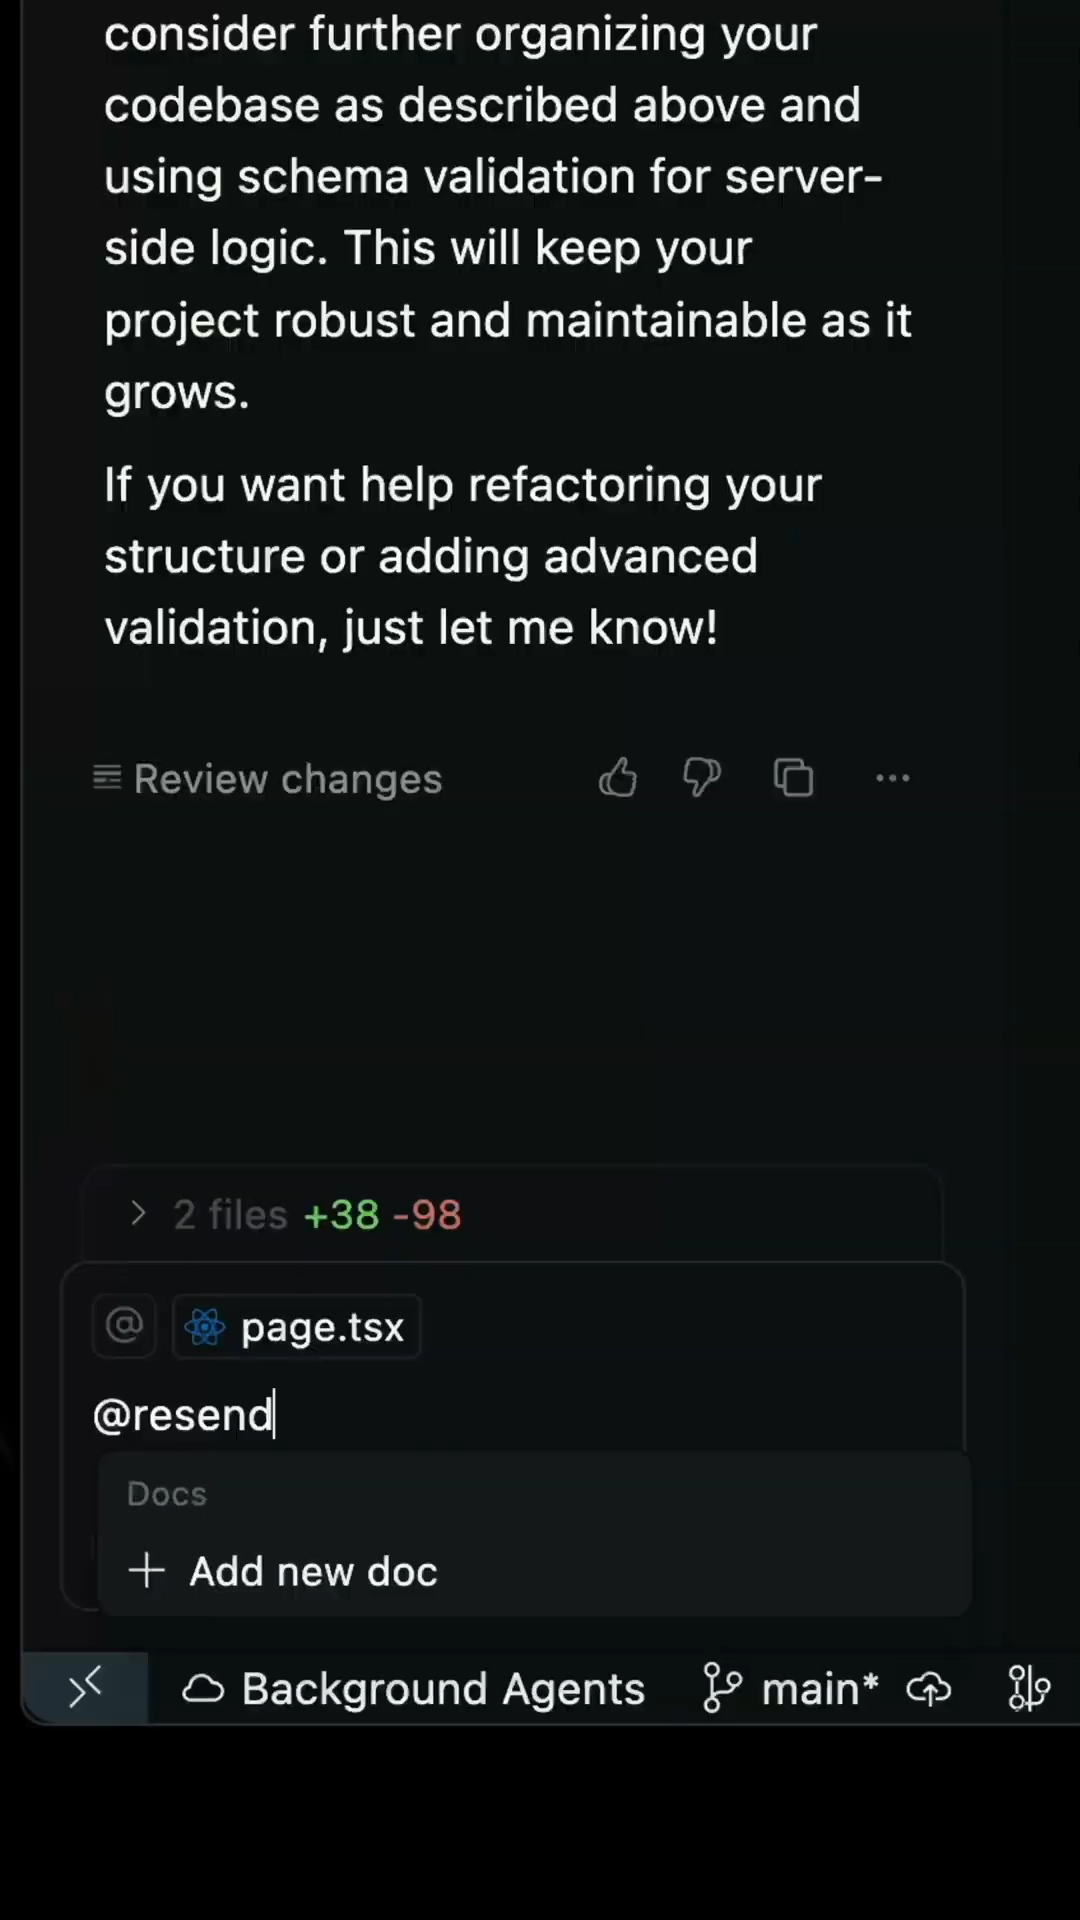 consider further organizing your
codebase as described above and
using schema validation for server-
side logic. This will keep your
project robust and maintainable as it
grows.
If you want help refactoring your
structure or adding advanced
validation, just let me know!
Review changes
2 files +38 -98
@ page.tsx
@resend
Docs
+ Add new doc
Background Agents main*